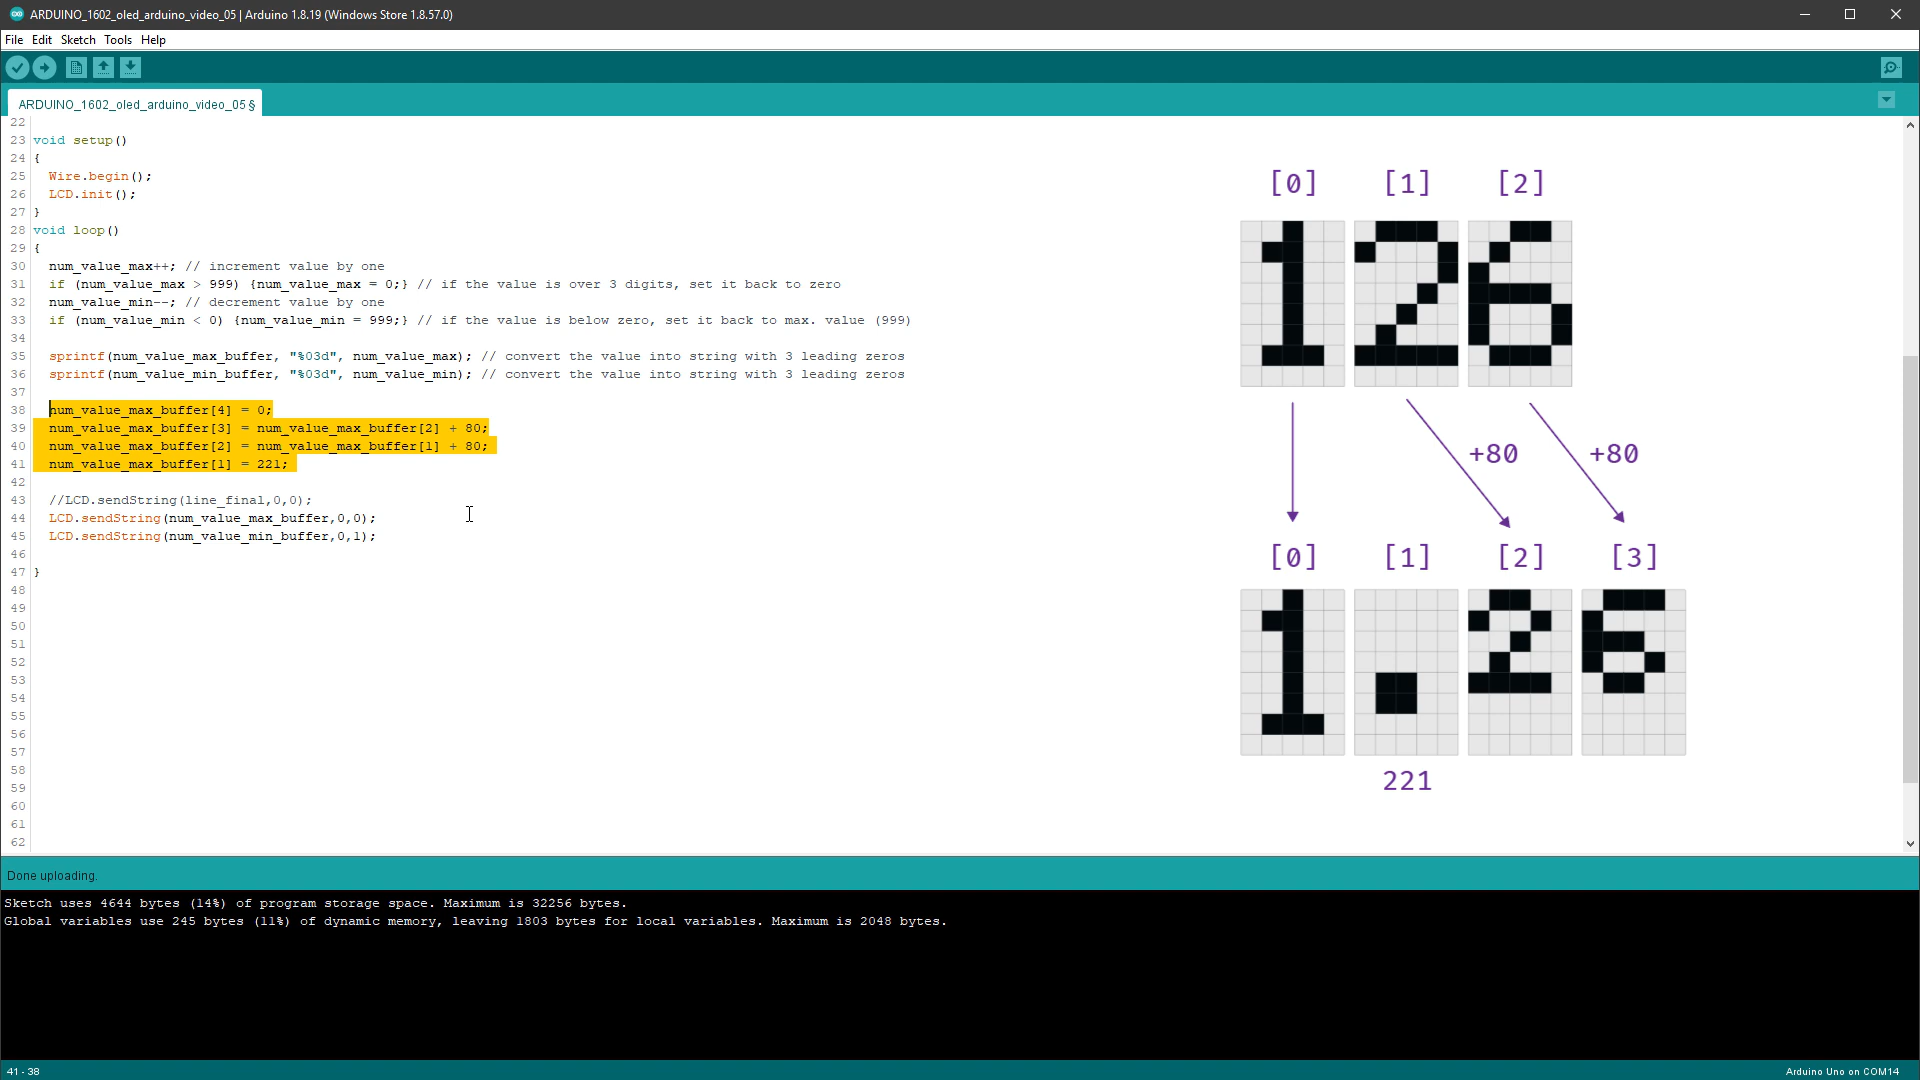 ARDUINO_1602_oled_arduino_video_05 | Arduino 1.8.19 (Windows Store 1.8.57.0)
File Edit Sketch Tools Help
ARDUINO_1602_oled_arduino_video_05 §
22
23 void setup()
24 {
25 Wire.begin();
26 LCD.init();
27 }
28 void loop()
29 {
30 num_value_max++; // increment value by one
31 if (num_value_max > 999) {num_value_max = 0;} // if the value is over 3 digits, set it back to zero
32 num_value_min--; // decrement value by one
33 if (num_value_min < 0) {num_value_min = 999;} // if the value is below zero, set it back to max. value (999)
34
35 sprintf(num_value_max_buffer, "%03d", num_value_max); // convert the value into string with 3 leading zeros
36 sprintf(num_value_min_buffer, "%03d", num_value_min); // convert the value into string with 3 leading zeros
37
38 num_value_max_buffer[4] = 0;
39 num_value_max_buffer[3] = num_value_max_buffer[2] + 80;
40 num_value_max_buffer[2] = num_value_max_buffer[1] + 80;
41 num_value_max_buffer[1] = 221;
42
43 //LCD.sendString(line_final,0,0);
44 LCD.sendString(num_value_max_buffer,0,0);
45 LCD.sendString(num_value_min_buffer,0,1);
46
47 }
48
49
50
51
52
53
54
55
56
57
58
59
60
61
62
[0] [1] [2]
126
+80 +80
[0] [1] [2] [3]
1.26
221
Done uploading.
Sketch uses 4644 bytes (14%) of program storage space. Maximum is 32256 bytes.
Global variables use 245 bytes (11%) of dynamic memory, leaving 1803 bytes for local variables. Maximum is 2048 bytes.
41 - 38
Arduino Uno on COM14